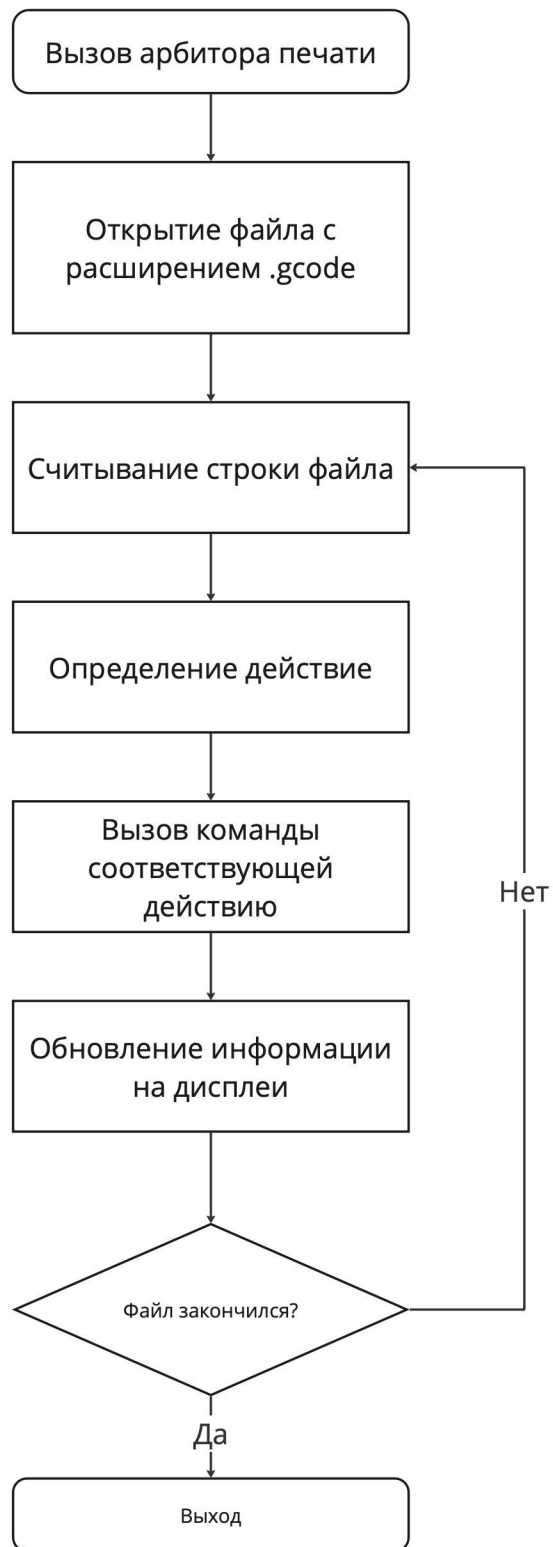 Вызов арбитора печати
Открытие файла с
расширением .gcode
Считывание строки файла
Определение действие
Вызов команды
соответствующей
действию
Нет
Обновление информации
на дисплеи
Файл закончился?
Да
Выход